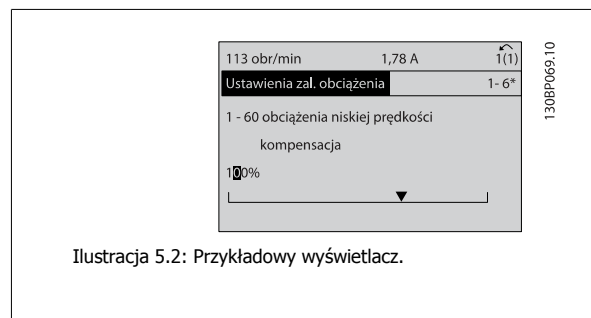 113 obr/min 1,78 A 1(1)
Ustawienia zal. obciążenia 1- 6*
1 - 60 obciążenia niskiej prędkości
kompensacja
100%
130BP069.10
Ilustracja 5.2: Przykładowy wyświetlacz.